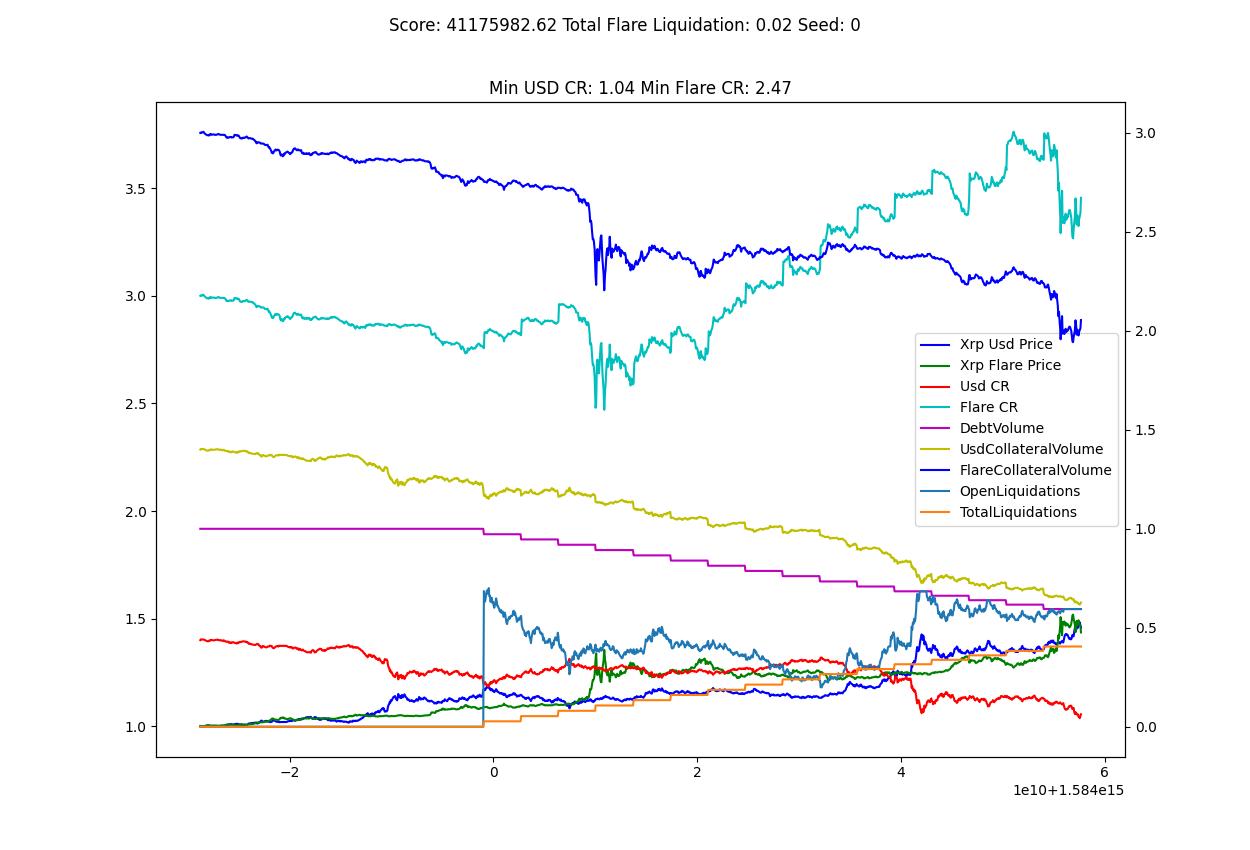 Score: 41175982.62 Total Flare Liquidation: 0.02 Seed: 0
Min USD CR: 1.04 Min Flare CR: 2.47
3.5
3.0
2.5
2.0
1.5
1.0
3.0
2.5
2.0
1.5
1.0
0.5
0.0
Xrp Usd Price
Xrp Flare Price
Usd CR
Flare CR
DebtVolume
UsdCollateralVolume
FlareCollateralVolume
OpenLiquidations
TotalLiquidations
−2 0 2 4 6
1e10+1.584e15